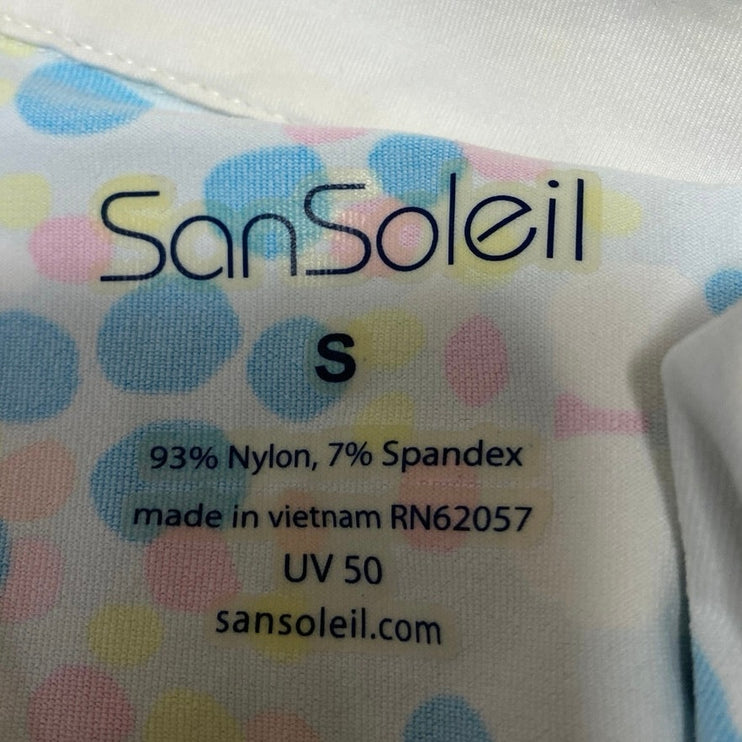 SanSoleil
S
93% Nylon, 7% Spandex
made in vietnam RN62057
UV 50
sansoleil.com